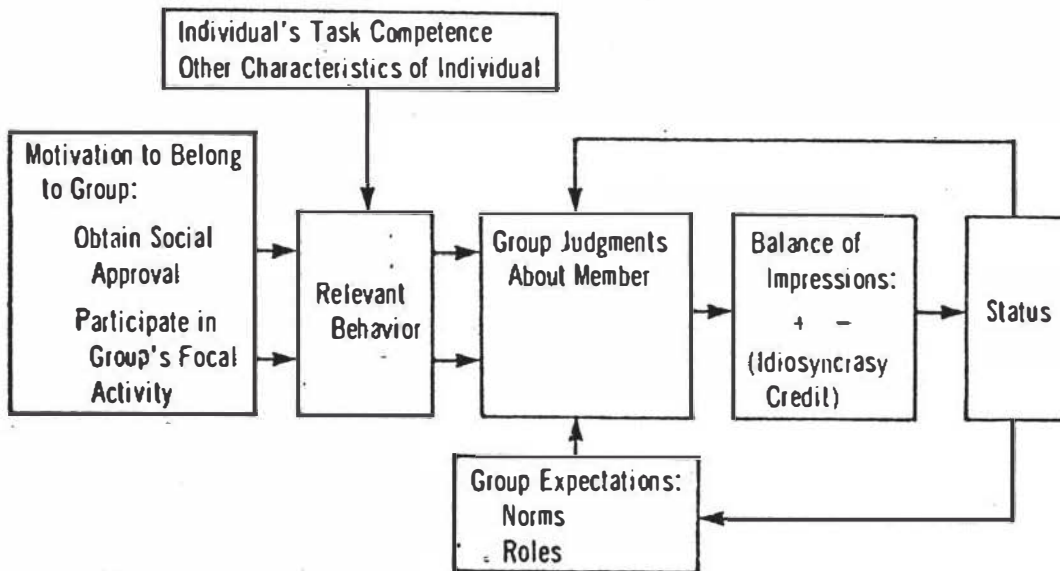 Individual's Task Competence
Other Characteristics of Individual
Motivation to Belong
to Group:
Obtain Social
Approval
Participate in
Group's Focal
Activity
Relevant
Behavior
Group Judgments
About Member
Balance of
Impressions:
+ -
(Idiosyncrasy
Credit)
Status
Group Expectations:
Norms
Roles